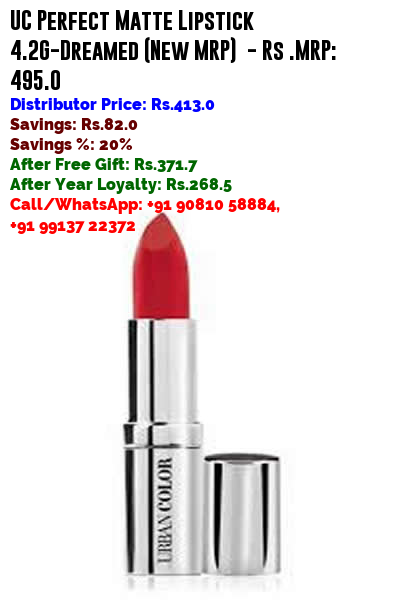 UC Perfect Matte Lipstick
4.2G-Dreamed (New MRP) - Rs .MRP:
495.0
Distributor Price: Rs.413.0
Savings: Rs.82.0
Savings %: 20%
After Free Gift: Rs.371.7
After Year Loyalty: Rs.268.5
Call/WhatsApp: +91 90810 58884,
+91 99137 22372
URBAN COLOR